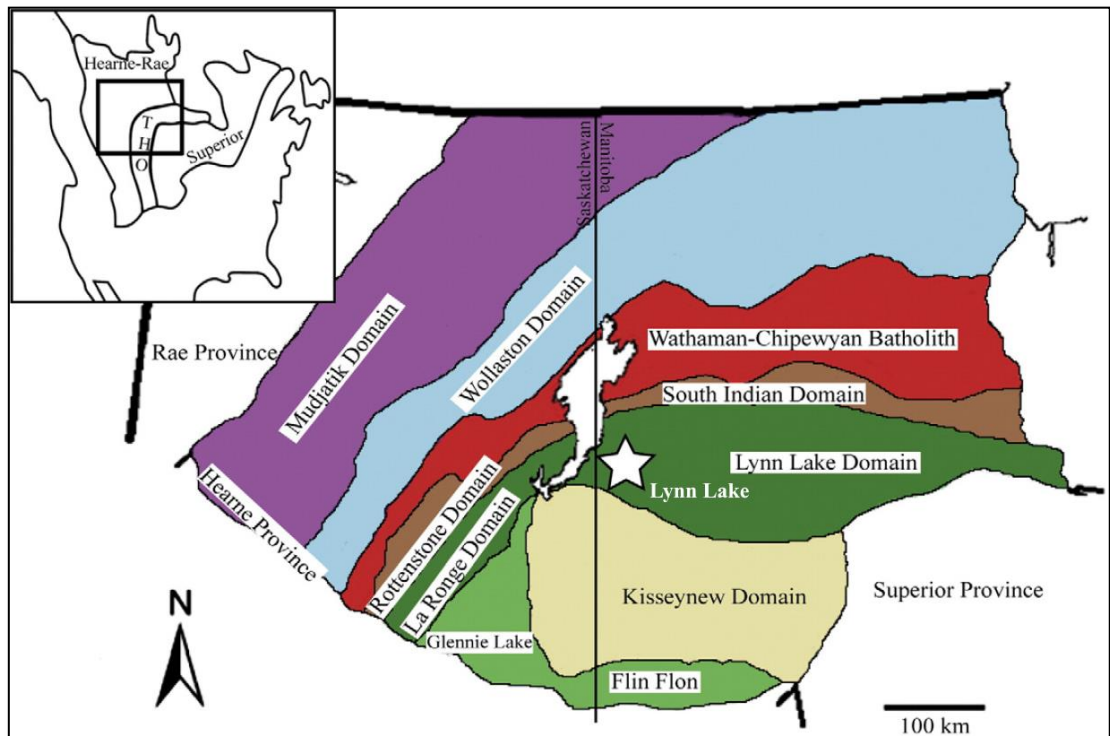 Hearne-Rae
THO
Superior
Saskatchewan
Manitoba
Rae Province
Mudjatik Domain
Wollaston Domain
Wathaman-Chipewyan Batholith
South Indian Domain
Lynn Lake Domain
Lynn Lake
Hearne Province
Rottenstone Domain
La Ronge Domain
Glennie Lake
Kisseynew Domain
Superior Province
Flin Flon
N
100 km